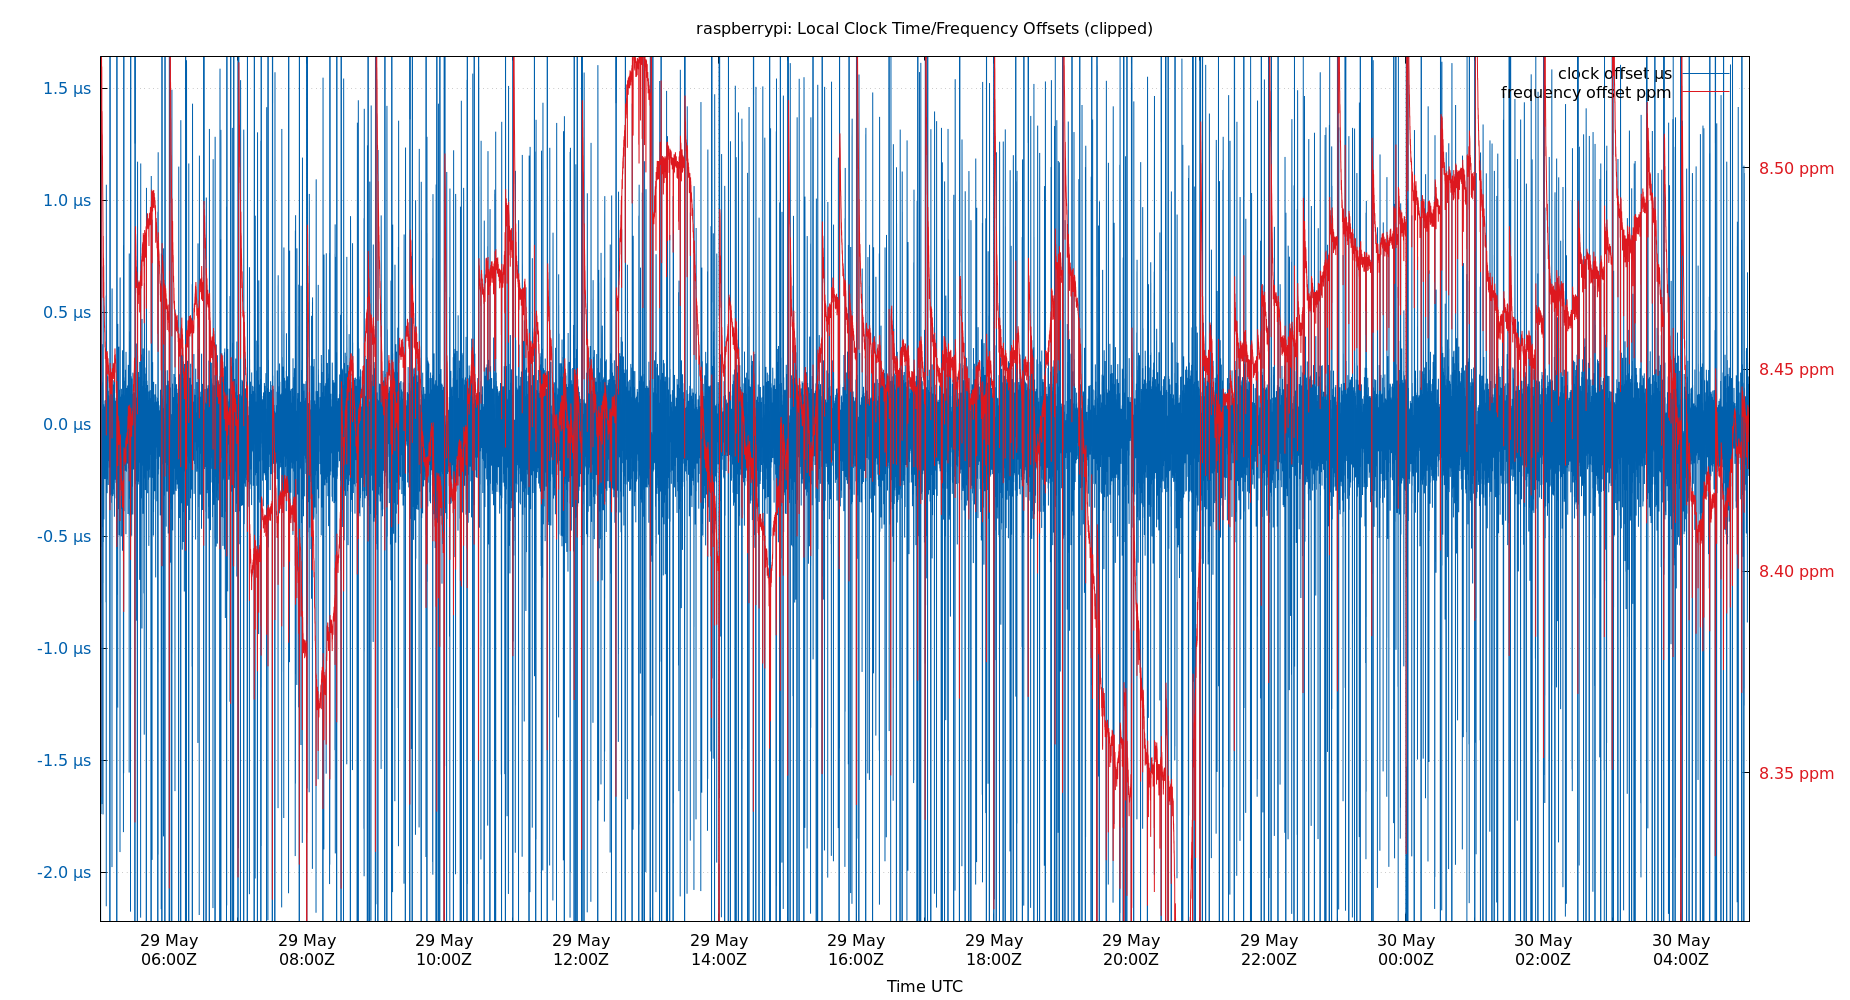 raspberrypi: Local Clock Time/Frequency Offsets (clipped)
clock offset µs
frequency offset ppm
1.5 µs
1.0 µs
0.5 µs
0.0 µs
-0.5 µs
-1.0 µs
-1.5 µs
-2.0 µs
8.50 ppm
8.45 ppm
8.40 ppm
8.35 ppm
29 May 29 May 29 May 29 May 29 May 29 May 29 May 29 May 29 May 30 May 30 May 30 May
06:00Z 08:00Z 10:00Z 12:00Z 14:00Z 16:00Z 18:00Z 20:00Z 22:00Z 00:00Z 02:00Z 04:00Z
Time UTC